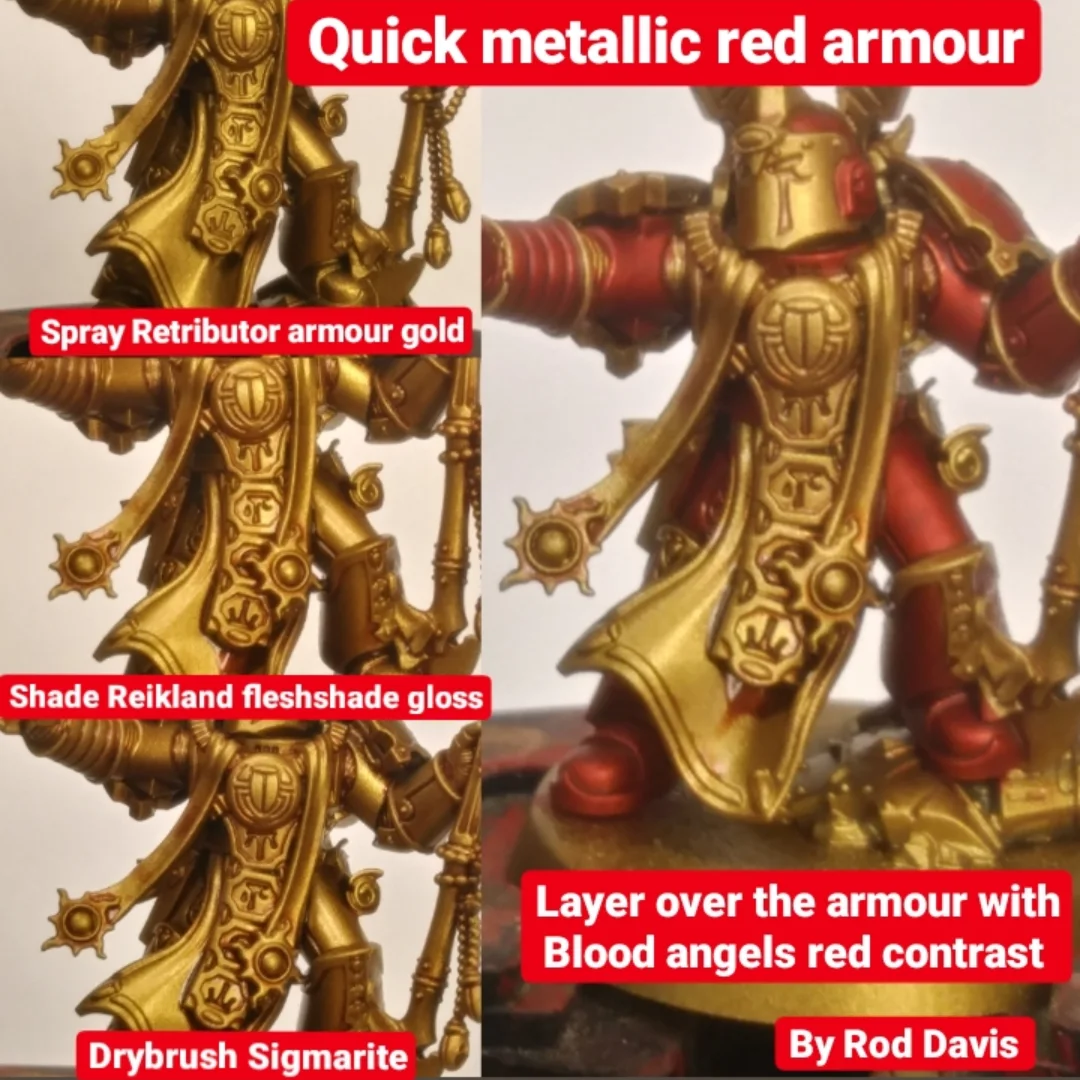 Quick metallic red armour
Spray Retributor armour gold
Shade Reikland fleshshade gloss
Drybrush Sigmarite
Layer over the armour with
Blood angels red contrast
By Rod Davis